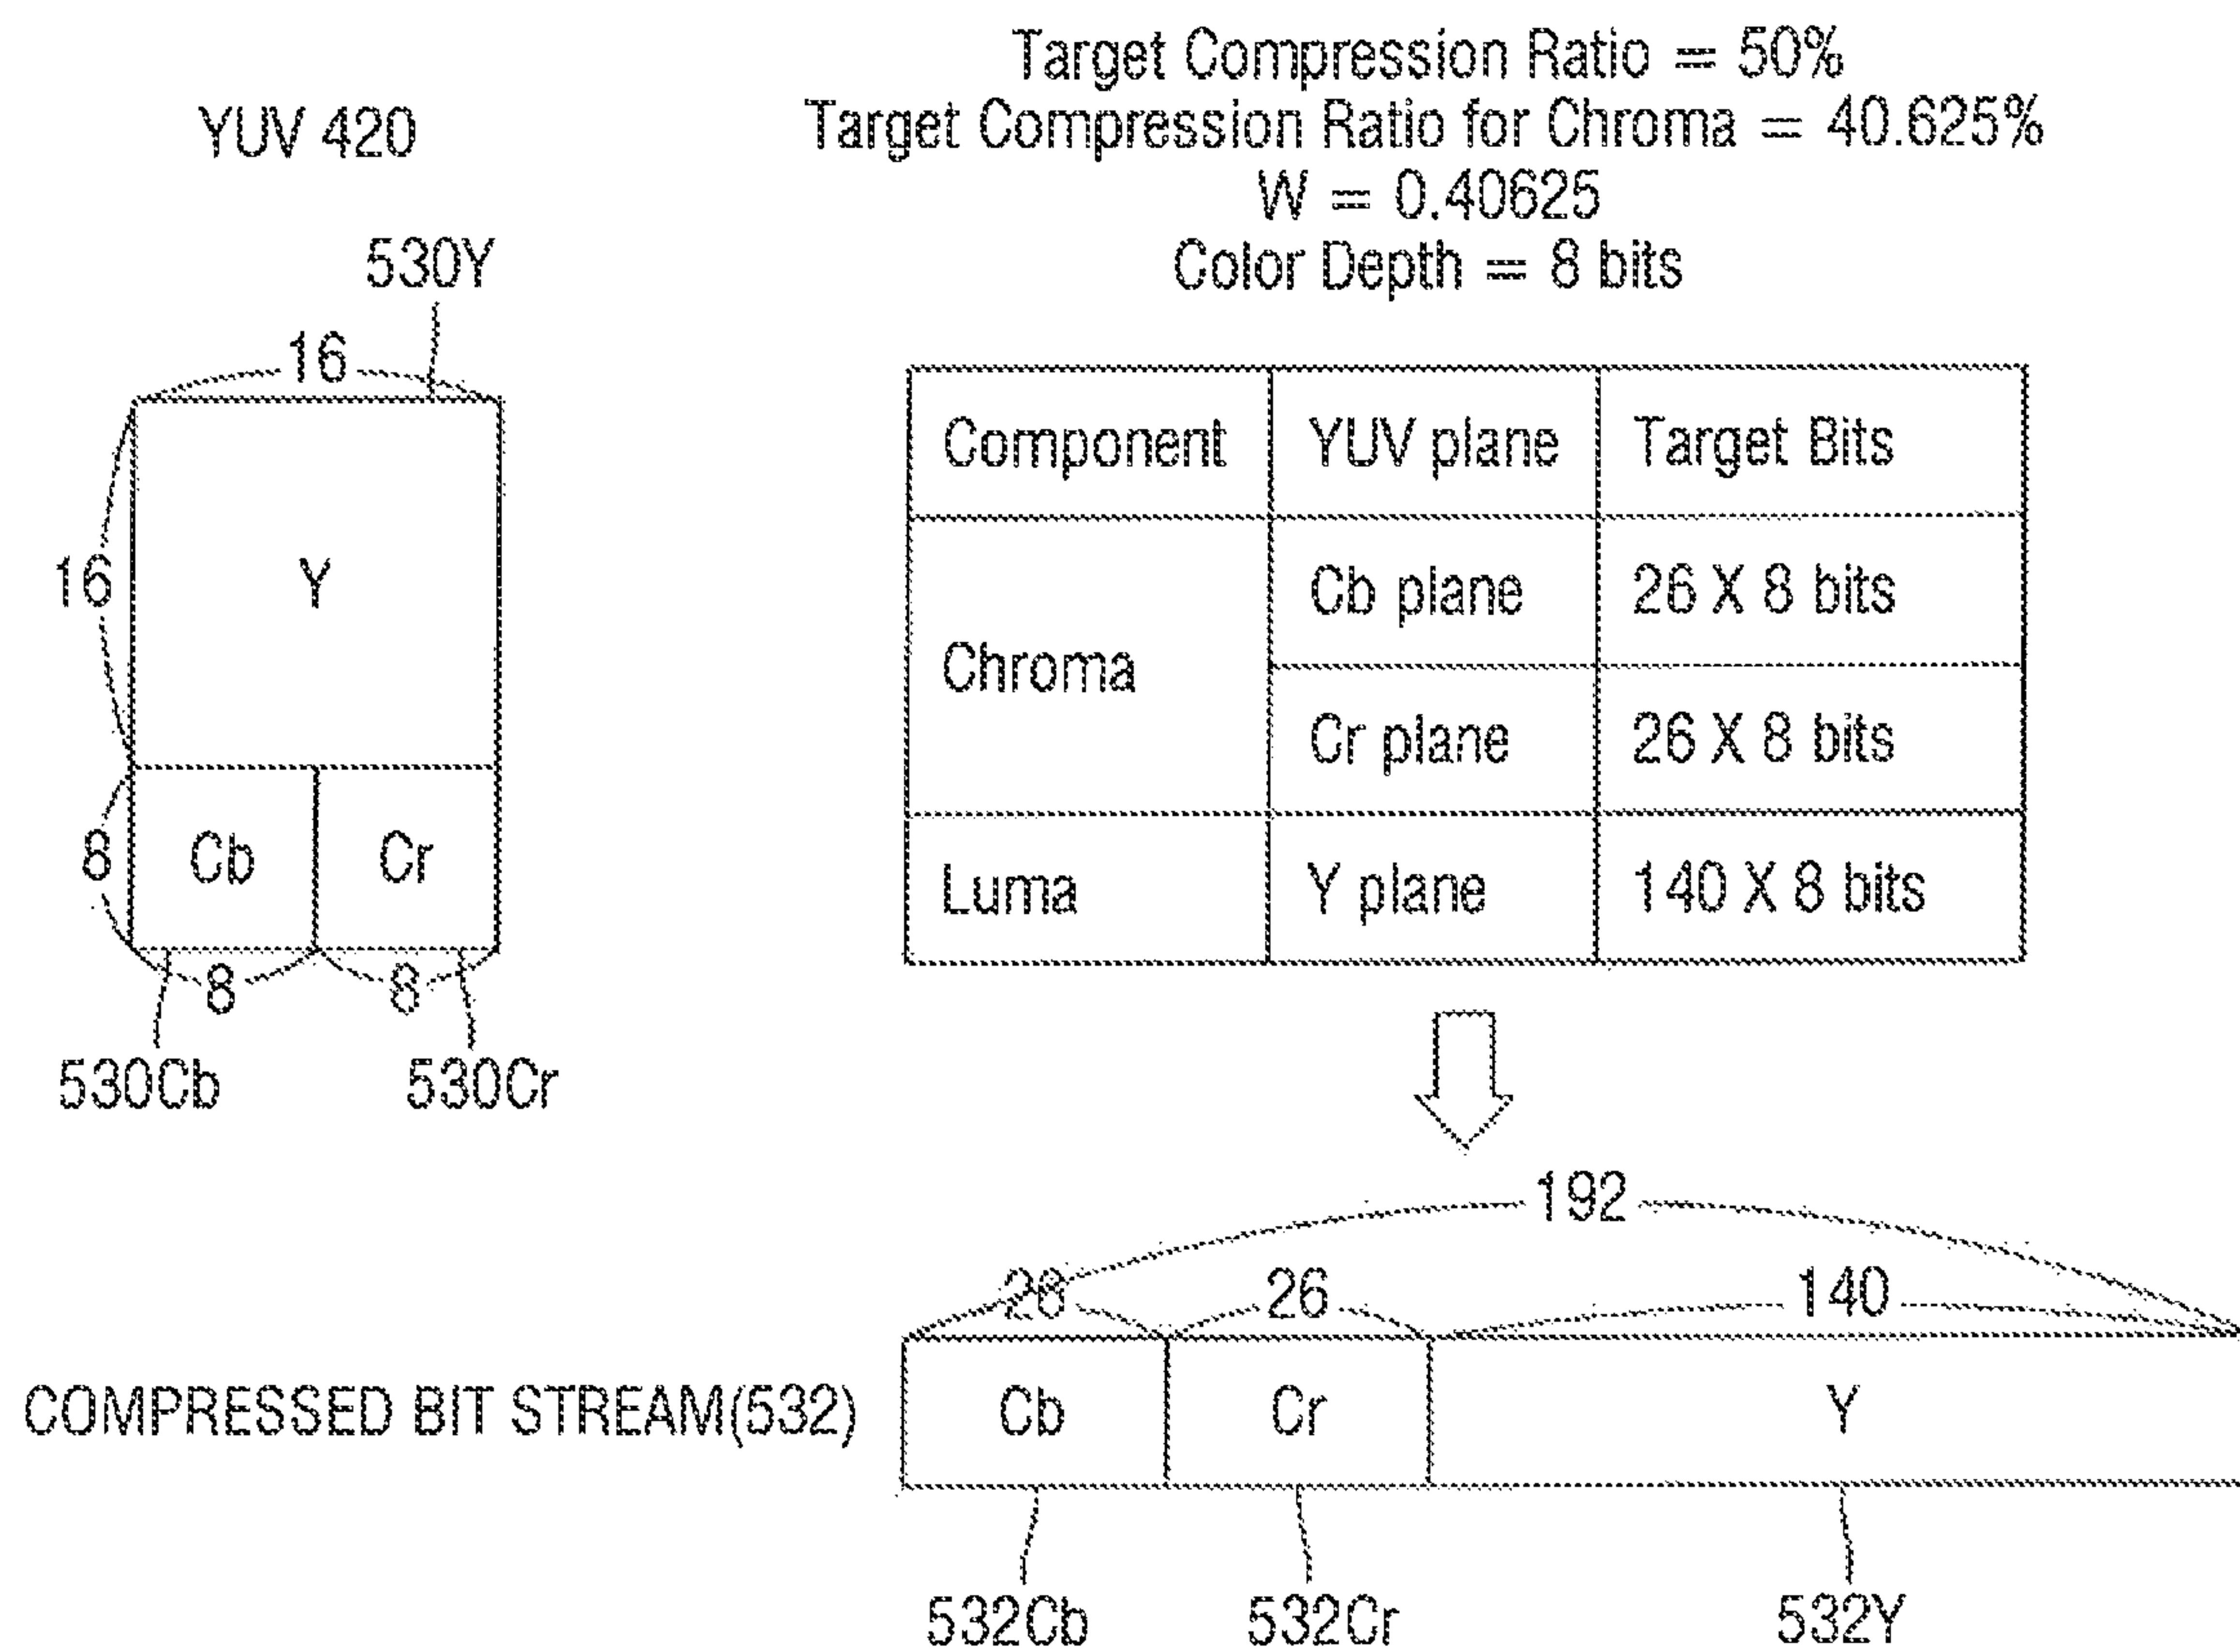 Target Compression Ratio = 50%
Target Compression Ratio for Chroma = 40.625%
W = 0.40625
Color Depth = 8 bits
YUV 420
530Y
16
16
Y
8
Cb
Cr
8
8
530Cb
530Cr
Component YUV plane Target Bits
Chroma
Cb plane 26 X 8 bits
Cr plane 26 X 8 bits
Luma Y plane 140 X 8 bits
192
26 26 140
COMPRESSED BIT STREAM(532)
Cb Cr Y
532Cb 532Cr 532Y